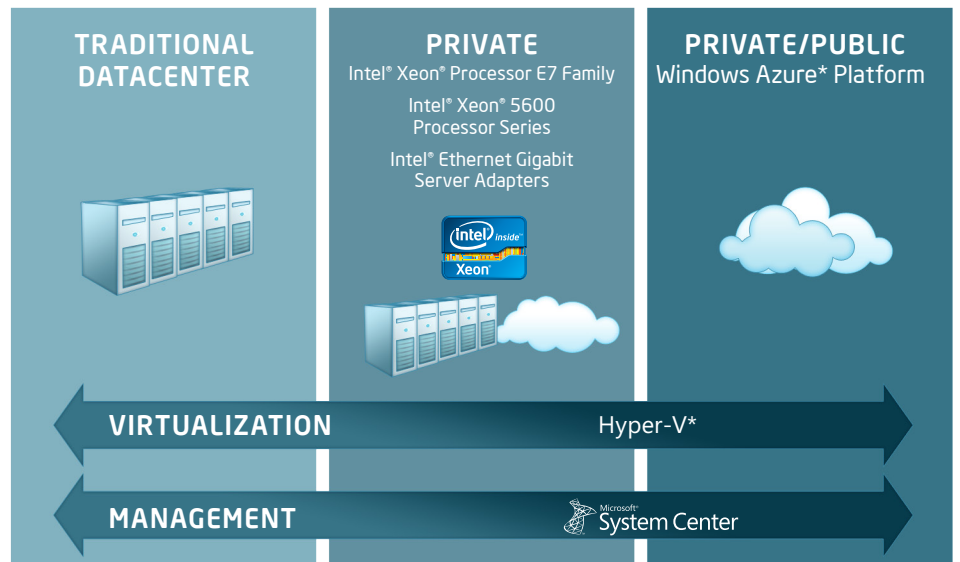 TRADITIONAL
DATACENTER
PRIVATE
Intel® Xeon® Processor E7 Family
Intel® Xeon® 5600
Processor Series
Intel® Ethernet Gigabit
Server Adapters
intel® inside™
Xeon®
PRIVATE/PUBLIC
Windows Azure* Platform
VIRTUALIZATION
Hyper-V*
MANAGEMENT
Microsoft®
System Center